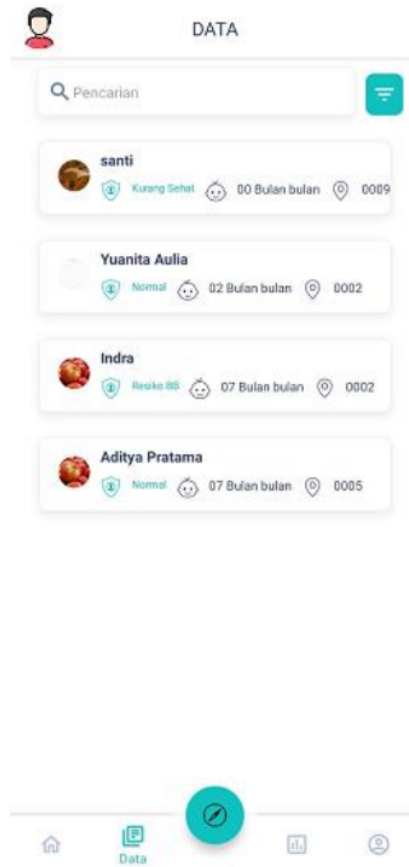 DATA
Pencarian
santi
Kurang Sehat 00 Bulan bulan 0009
Yuanita Aulia
Normal 02 Bulan bulan 0002
Indra
Resiko BB 07 Bulan bulan 0002
Aditya Pratama
Normal 07 Bulan bulan 0005
Data